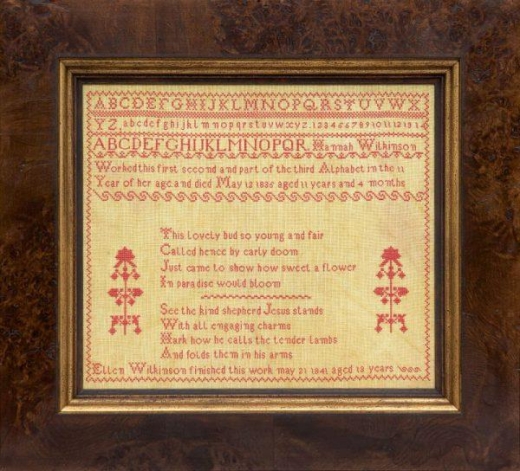 ABCDEFGHIJKLMNOPQRSTUVWX
YZ abcdefghijklmnopqrstuvwxyz.
ABCDEFGHIJKLMNOPQR Hannah Wilkinson
Worked this first second and part of the third Alphabet in the 11
Year of her age and died May 12 1835 aged 11 years and 4 months
This lovely bud so young and fair
Called hence by early doom
Just came to show how sweet a flower
In paradise would bloom
See the kind shepherd Jesus stands
With all engaging charms
Hark how he calls the tender lambs
And folds them in his arms
Ellen Wilkinson finished this work may 21 1841 aged 12 years